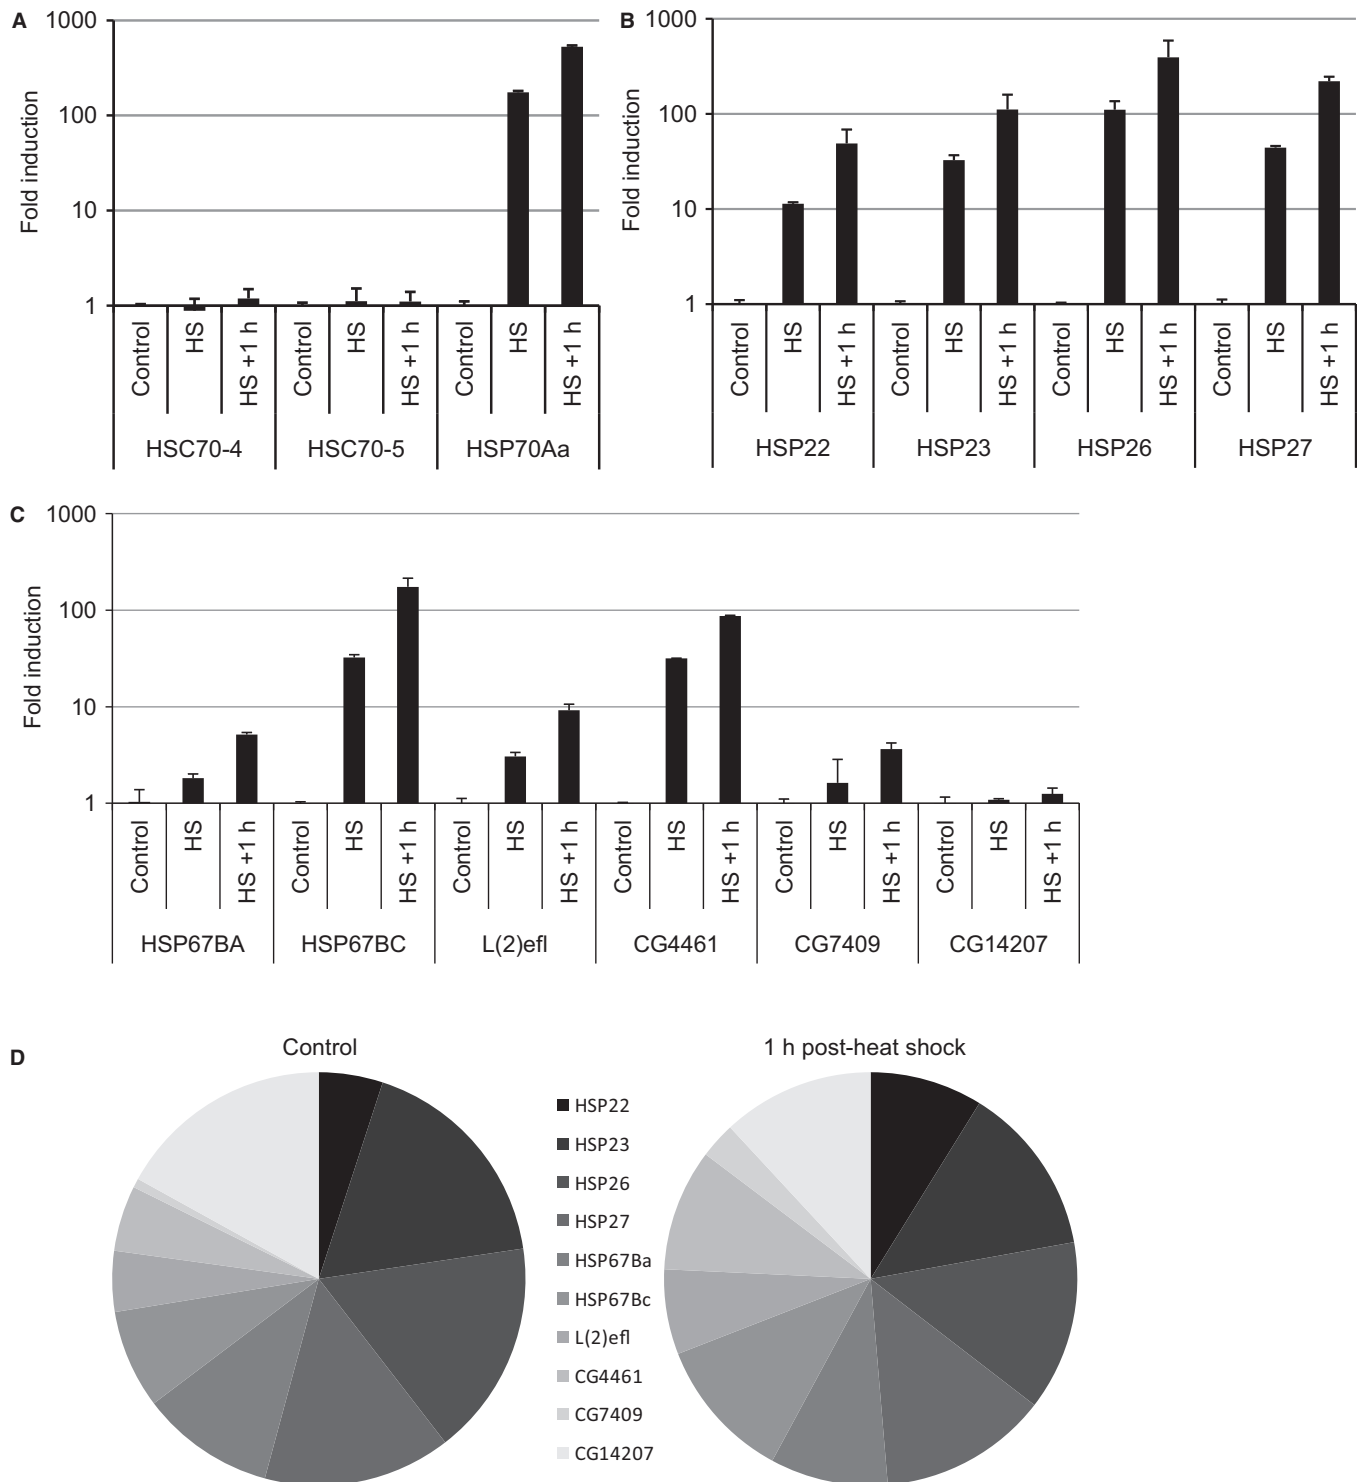 A
Fold induction
1000
100
10
1
Control
HS
HS +1 h
Control
HS
HS +1 h
Control
HS
HS +1 h
HSC70-4
HSC70-5
HSP70Aa
B
Fold induction
1000
100
10
1
Control
HS
HS +1 h
Control
HS
HS +1 h
Control
HS
HS +1 h
Control
HS
HS +1 h
HSP22
HSP23
HSP26
HSP27
C
Fold induction
1000
100
10
1
Control
HS
HS +1 h
Control
HS
HS +1 h
Control
HS
HS +1 h
Control
HS
HS +1 h
Control
HS
HS +1 h
Control
HS
HS +1 h
HSP67BA
HSP67BC
L(2)efl
CG4461
CG7409
CG14207
D
Control
1 h post-heat shock
HSP22
HSP23
HSP26
HSP27
HSP67Ba
HSP67Bc
L(2)efl
CG4461
CG7409
CG14207